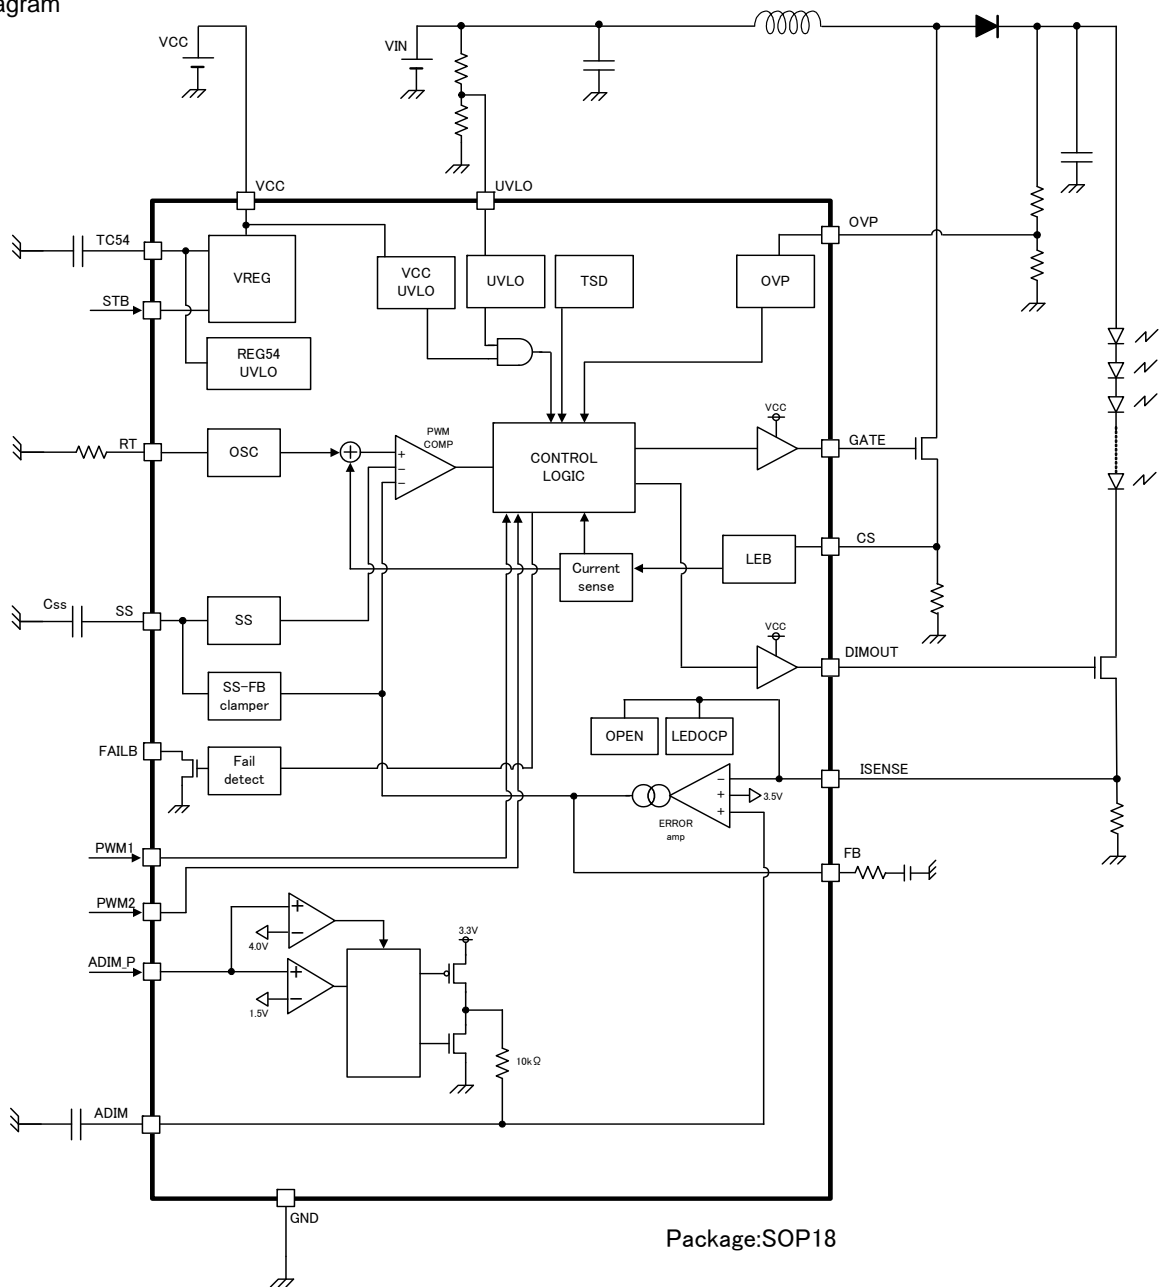 agram
VCC
VIN
VCC
UVLO
TC54
STB
VREG
VCC
UVLO
UVLO
TSD
OVP
OVP
REG54
UVLO
RT
OSC
PWM
COMP
+
−
−
CONTROL
LOGIC
VCC
GATE
CS
LEB
Current
sense
Css
SS
SS
SS-FB
clamper
VCC
DIMOUT
OPEN
LEDOCP
FAILB
Fail
detect
ISENSE
−
+
+
3.5V
ERROR
amp
PWM1
FB
PWM2
+
−
4.0V
3.3V
ADIM_P
+
−
1.5V
10kΩ
ADIM
GND
Package:SOP18